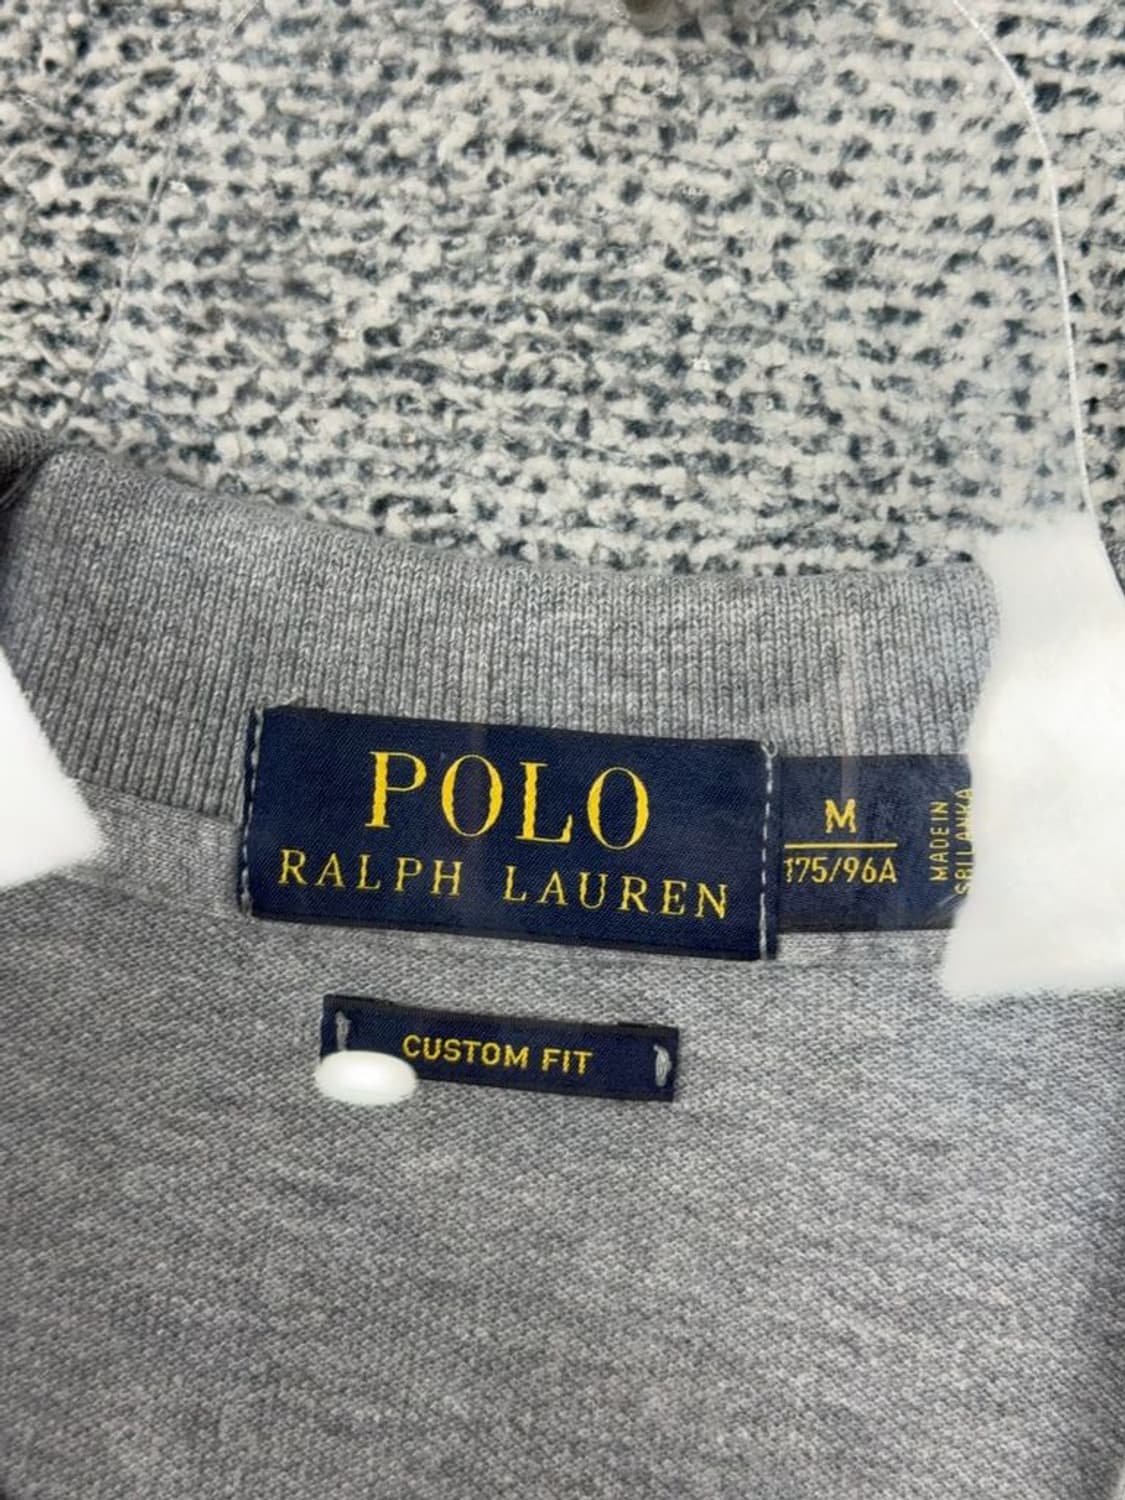 POLO
RALPH LAUREN
M
175/96A
MADE IN
SRI LANKA
CUSTOM FIT